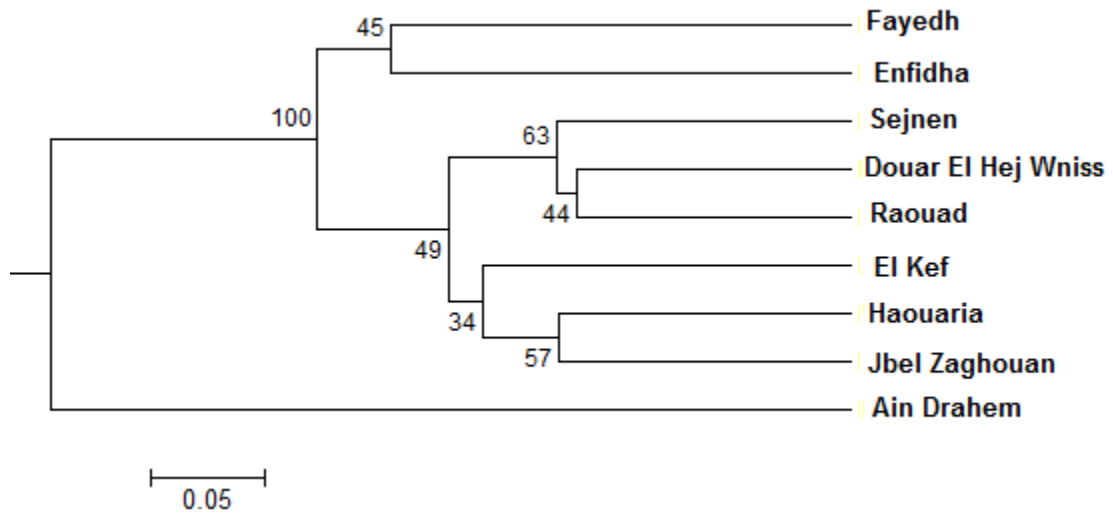 45
Fayedh
Enfidha
100
Sejnen
63
Douar El Hej Wniss
44
Raouad
49
El Kef
34
Haouaria
57
Jbel Zaghouan
Ain Drahem
0.05